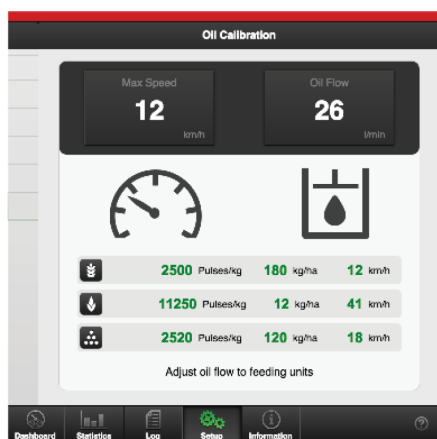 Oil Calibration
Max Speed
12
km/h
Oil Flow
26
l/min
2500 Pulses/kg 180 kg/ha 12 km/h
11250 Pulses/kg 12 kg/ha 41 km/h
2520 Pulses/kg 120 kg/ha 18 km/h
Adjust oil flow to feeding units
Dashboard Statistics Log Setup Information
?